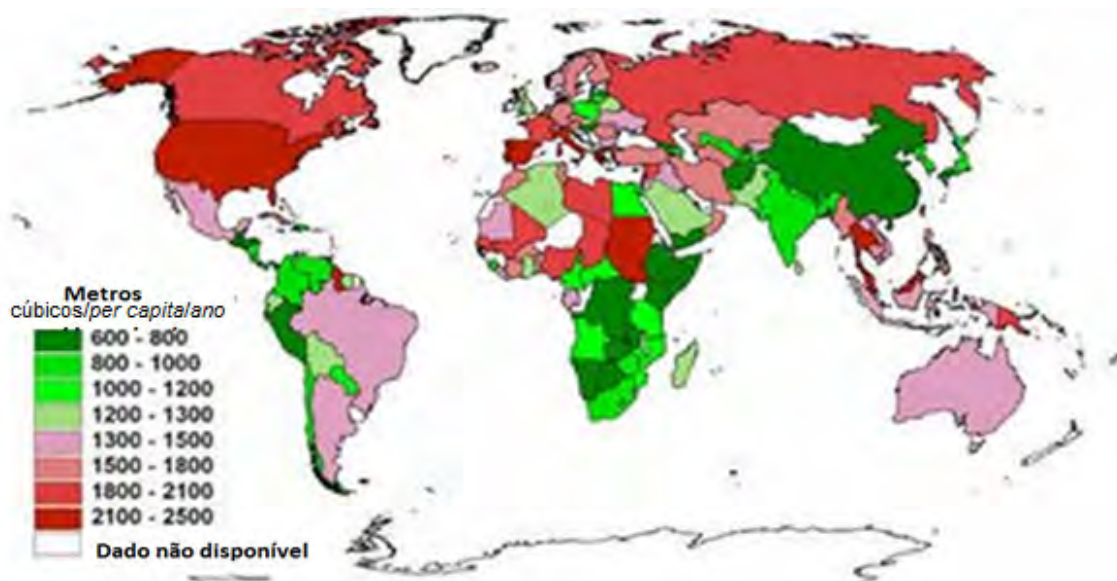 Metros
cúbicos/per capita/ano
600 - 800
800 - 1000
1000 - 1200
1200 - 1300
1300 - 1500
1500 - 1800
1800 - 2100
2100 - 2500
Dado não disponível